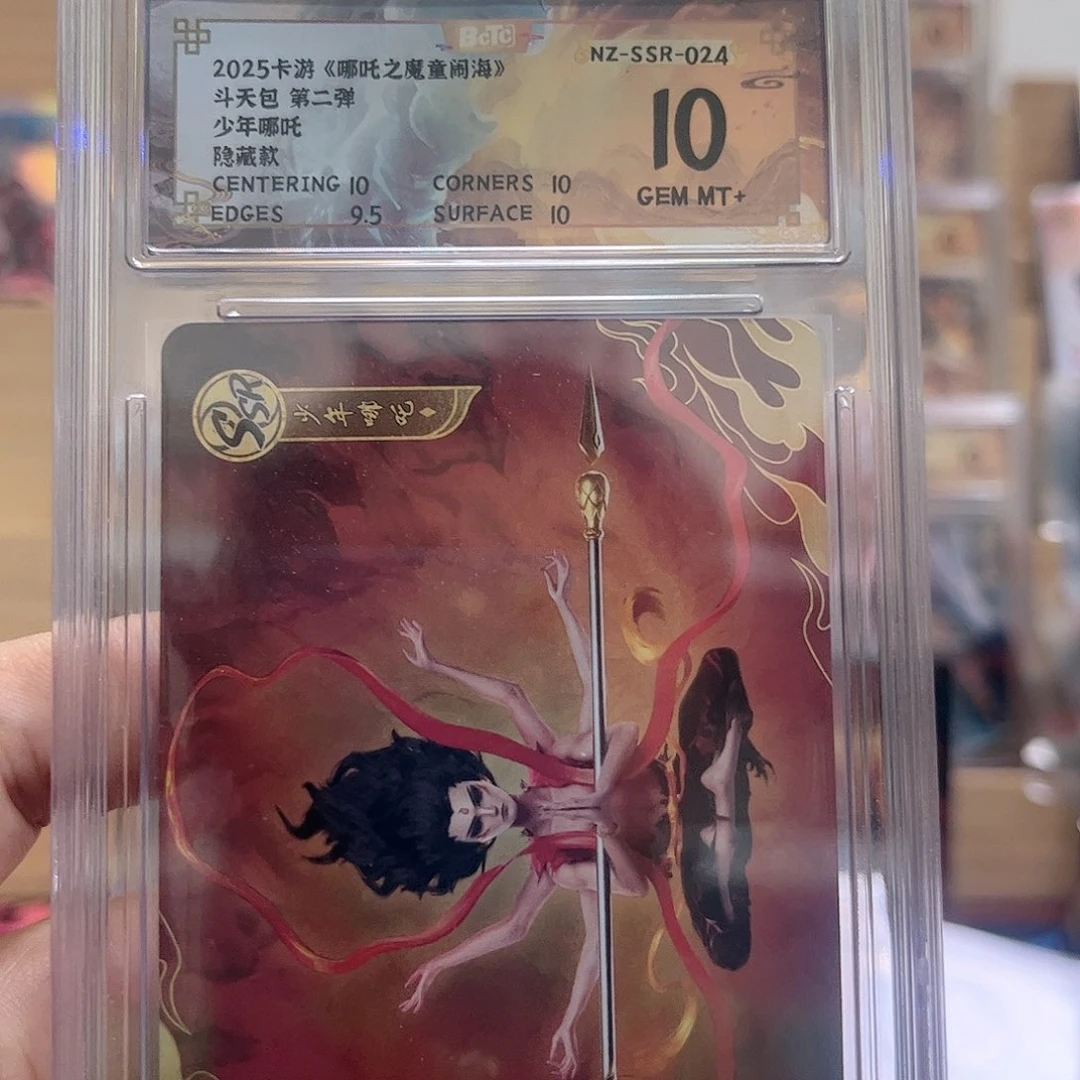 BCTC
2025卡游《哪吒之魔童闹海》
斗天包 第二弹
少年哪吒
隐藏款
CENTERING 10 CORNERS 10
EDGES 9.5 SURFACE 10
NZ-SSR-024
10
GEM MT+
SSR
少年哪吒